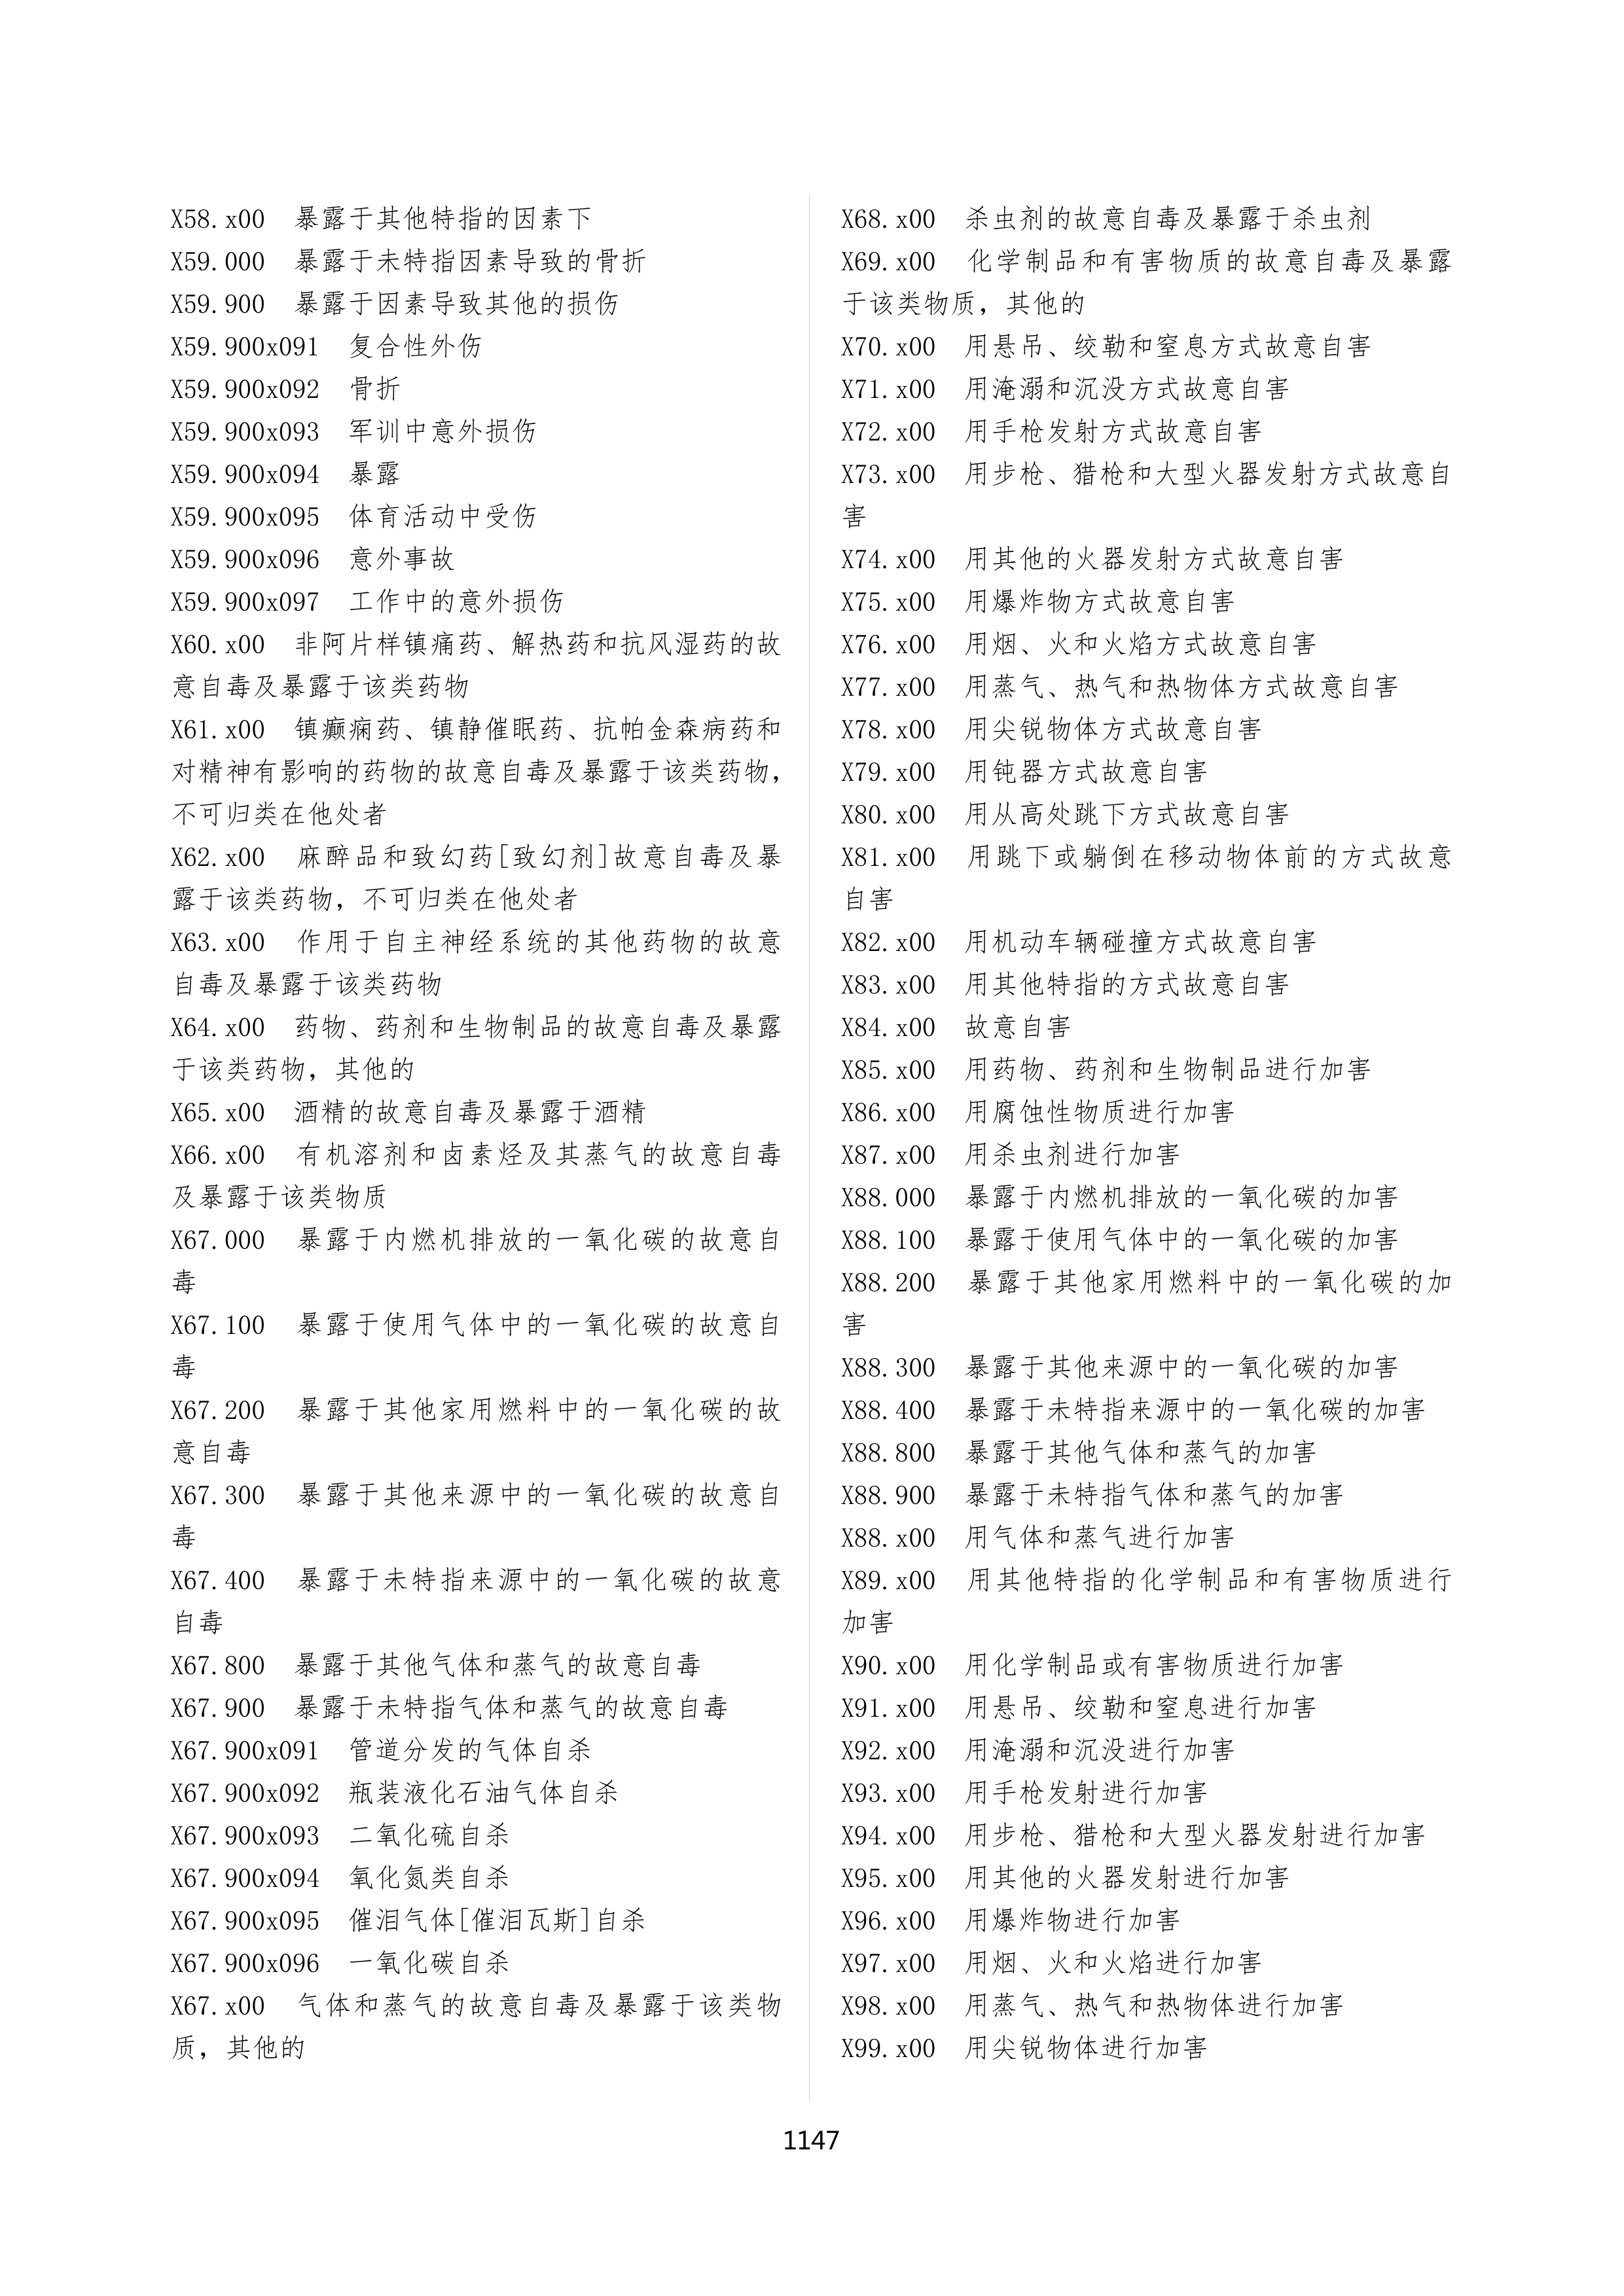 X58.x00 暴露于其他特指的因素下
X59.000 暴露于未特指因素导致的骨折
X59.900 暴露于因素导致其他的损伤
X59.900x091 复合性外伤
X59.900x092 骨折
X59.900x093 军训中意外损伤
X59.900x094 暴露
X59.900x095 体育活动中受伤
X59.900x096 意外事故
X59.900x097 工作中的意外损伤
X60.x00 非阿片样镇痛药、解热药和抗风湿药的故
意自毒及暴露于该类药物
X61.x00 镇癫痫药、镇静催眠药、抗帕金森病药和
对精神有影响的药物的故意自毒及暴露于该类药物，
不可归类在他处者
X62.x00 麻醉品和致幻药[致幻剂]故意自毒及暴
露于该类药物，不可归类在他处者
X63.x00 作用于自主神经系统的其他药物的故意
自毒及暴露于该类药物
X64.x00 药物、药剂和生物制品的故意自毒及暴露
于该类药物，其他的
X65.x00 酒精的故意自毒及暴露于酒精
X66.x00 有机溶剂和卤素烃及其蒸气的故意自毒
及暴露于该类物质
X67.000 暴露于内燃机排放的一氧化碳的故意自
毒
X67.100 暴露于使用气体中的一氧化碳的故意自
毒
X67.200 暴露于其他家用燃料中的一氧化碳的故
意自毒
X67.300 暴露于其他来源中的一氧化碳的故意自
毒
X67.400 暴露于未特指来源中的一氧化碳的故意
自毒
X67.800 暴露于其他气体和蒸气的故意自毒
X67.900 暴露于未特指气体和蒸气的故意自毒
X67.900x091 管道分发的气体自杀
X67.900x092 瓶装液化石油气体自杀
X67.900x093 二氧化硫自杀
X67.900x094 氧化氮类自杀
X67.900x095 催泪气体[催泪瓦斯]自杀
X67.900x096 一氧化碳自杀
X67.x00 气体和蒸气的故意自毒及暴露于该类物
质，其他的
X68.x00 杀虫剂的故意自毒及暴露于杀虫剂
X69.x00 化学制品和有害物质的故意自毒及暴露
于该类物质，其他的
X70.x00 用悬吊、绞勒和窒息方式故意自害
X71.x00 用淹溺和沉没方式故意自害
X72.x00 用手枪发射方式故意自害
X73.x00 用步枪、猎枪和大型火器发射方式故意自
害
X74.x00 用其他的火器发射方式故意自害
X75.x00 用爆炸物方式故意自害
X76.x00 用烟、火和火焰方式故意自害
X77.x00 用蒸气、热气和热物体方式故意自害
X78.x00 用尖锐物体方式故意自害
X79.x00 用钝器方式故意自害
X80.x00 用从高处跳下方式故意自害
X81.x00 用跳下或躺倒在移动物体前的方式故意
自害
X82.x00 用机动车辆碰撞方式故意自害
X83.x00 用其他特指的方式故意自害
X84.x00 故意自害
X85.x00 用药物、药剂和生物制品进行加害
X86.x00 用腐蚀性物质进行加害
X87.x00 用杀虫剂进行加害
X88.000 暴露于内燃机排放的一氧化碳的加害
X88.100 暴露于使用气体中的一氧化碳的加害
X88.200 暴露于其他家用燃料中的一氧化碳的加
害
X88.300 暴露于其他来源中的一氧化碳的加害
X88.400 暴露于未特指来源中的一氧化碳的加害
X88.800 暴露于其他气体和蒸气的加害
X88.900 暴露于未特指气体和蒸气的加害
X88.x00 用气体和蒸气进行加害
X89.x00 用其他特指的化学制品和有害物质进行
加害
X90.x00 用化学制品或有害物质进行加害
X91.x00 用悬吊、绞勒和窒息进行加害
X92.x00 用淹溺和沉没进行加害
X93.x00 用手枪发射进行加害
X94.x00 用步枪、猎枪和大型火器发射进行加害
X95.x00 用其他的火器发射进行加害
X96.x00 用爆炸物进行加害
X97.x00 用烟、火和火焰进行加害
X98.x00 用蒸气、热气和热物体进行加害
X99.x00 用尖锐物体进行加害
1147